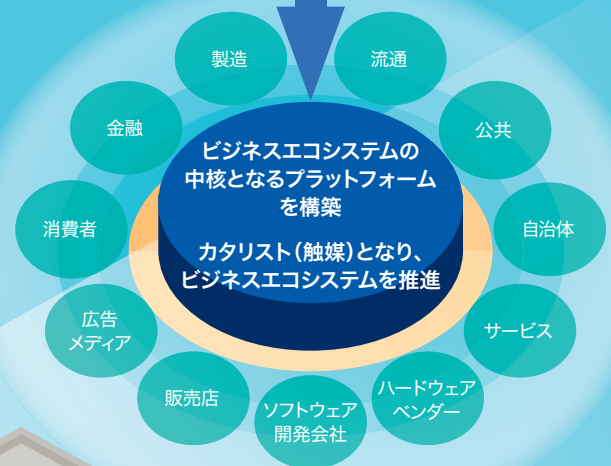 製造
流通
金融
公共
ビジネスエコシステムの
中核となるプラットフォーム
を構築
カタリスト（触媒）となり、
ビジネスエコシステムを推進
消費者
自治体
広告
メディア
サービス
販売店
ソフトウェア
開発会社
ハードウェア
ベンダー